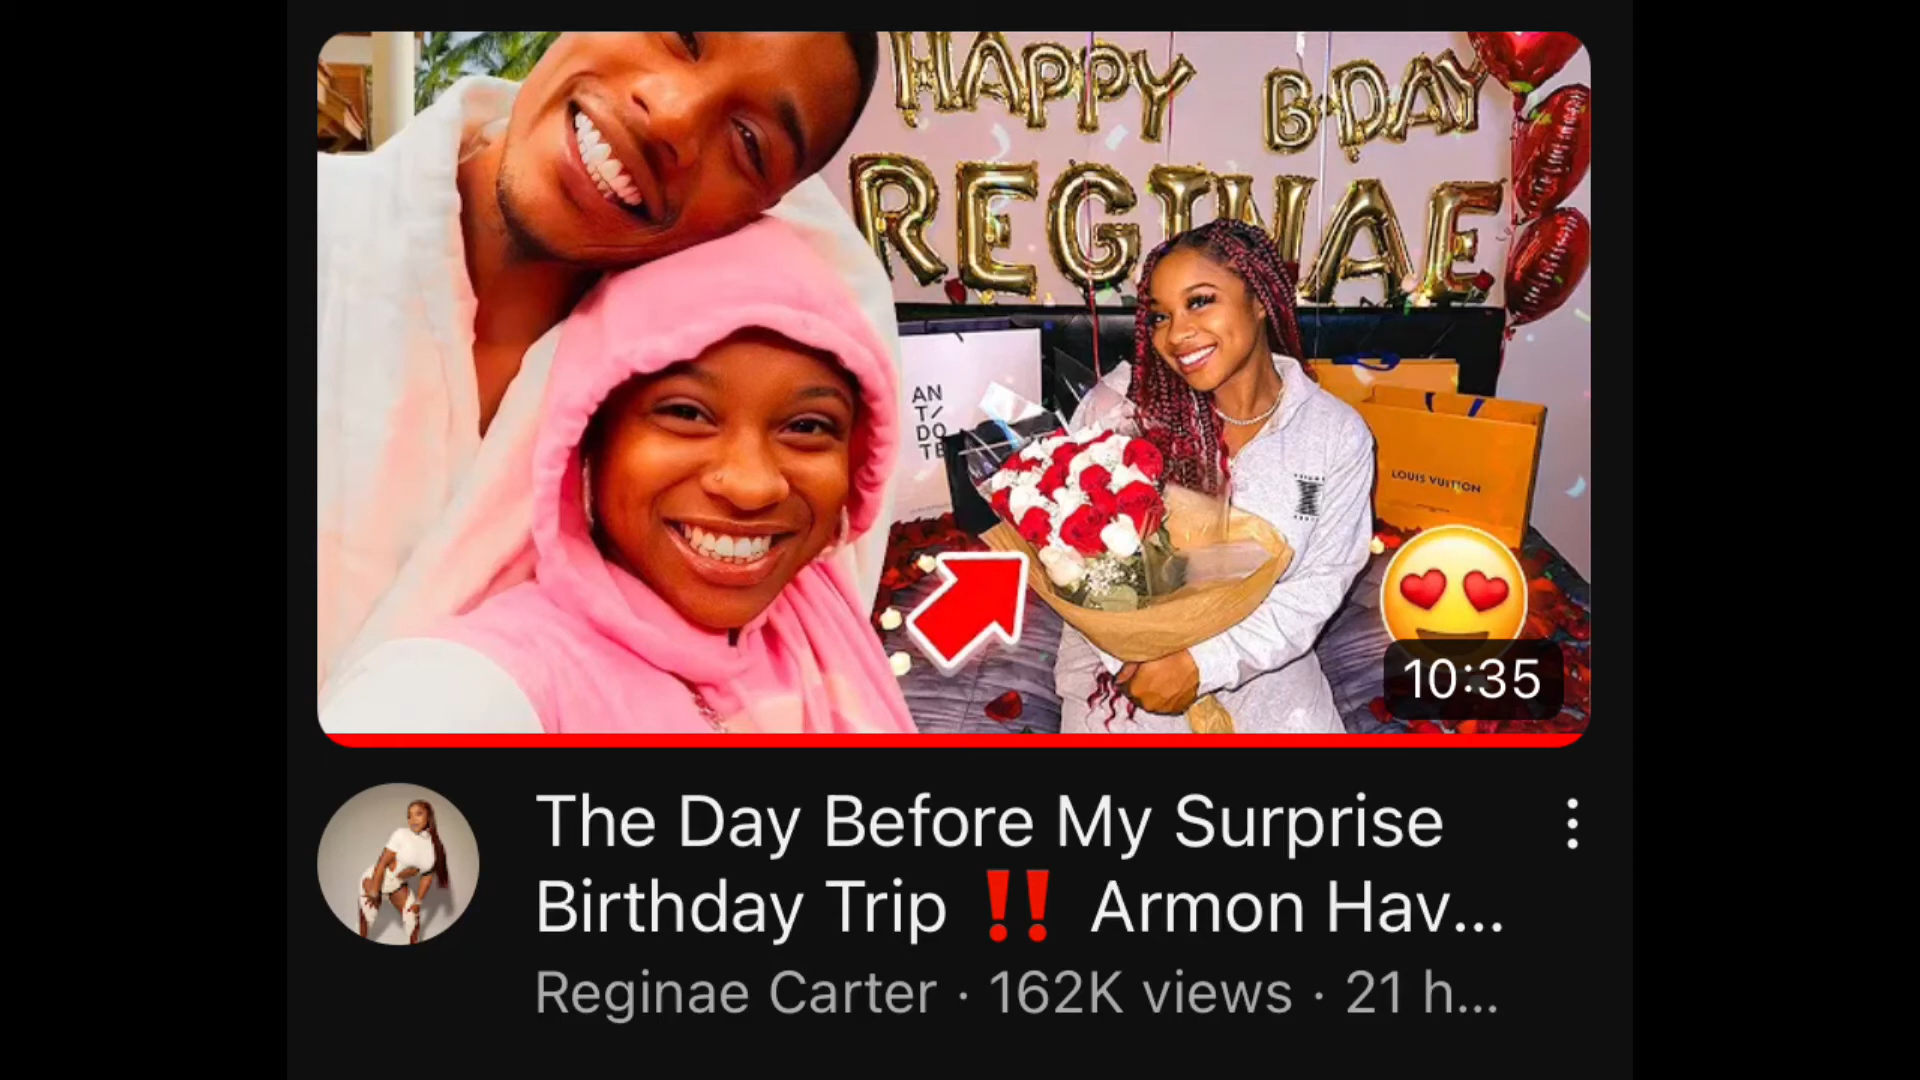 HAPPY B-DAY
REGINAE
AN
T/
DO
TE
LOUIS VUITTON
10:35
The Day Before My Surprise
Birthday Trip ‼️ Armon Hav...
Reginae Carter · 162K views · 21 h...